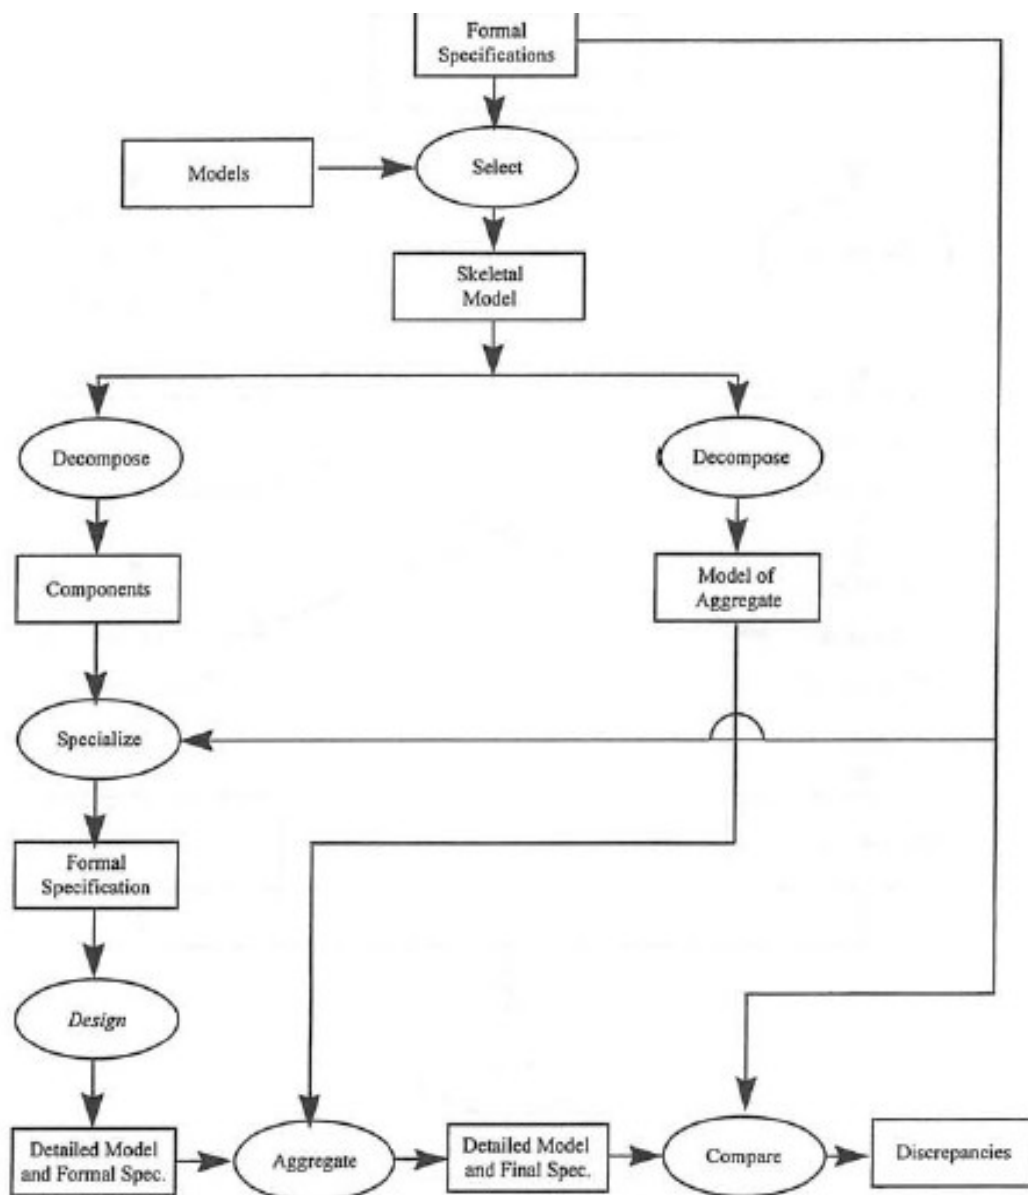 Formal
Specifications
Models
Select
Skeletal
Model
Decompose
Decompose
Components
Model of
Aggregate
Specialize
Formal
Specification
Design
Detailed Model
and Formal Spec.
Aggregate
Detailed Model
and Final Spec.
Compare
Discrepancies